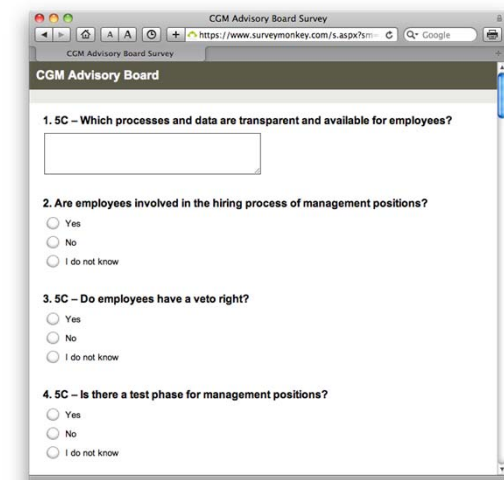 CGM Advisory Board Survey
A A + https://www.surveymonkey.com/s.aspx?sm= Google
CGM Advisory Board Survey
CGM Advisory Board
1. 5C – Which processes and data are transparent and available for employees?
2. Are employees involved in the hiring process of management positions?
Yes
No
I do not know
3. 5C – Do employees have a veto right?
Yes
No
I do not know
4. 5C – Is there a test phase for management positions?
Yes
No
I do not know